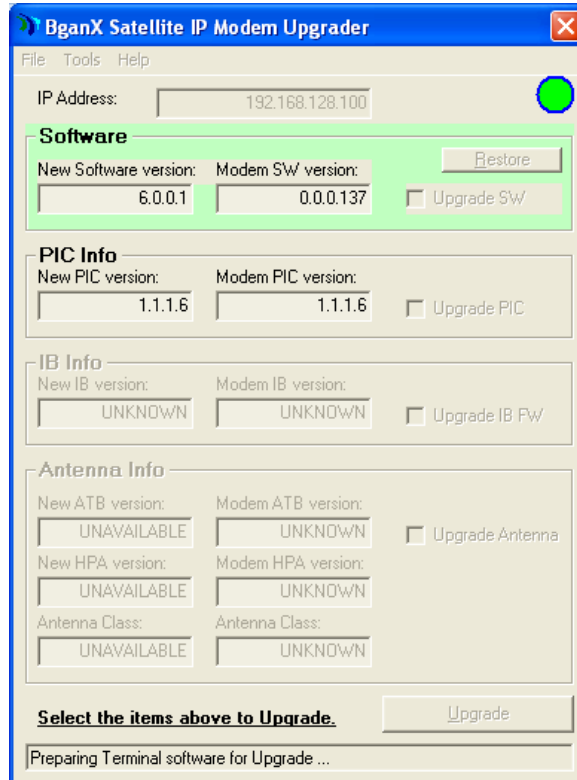 BganX Satellite IP Modem Upgrader
File Tools Help
IP Address: 192.168.128.100
Software
Restore
New Software version: Modem SW version:
6.0.0.1 0.0.0.137 Upgrade SW
PIC Info
New PIC version: Modem PIC version:
1.1.1.6 1.1.1.6 Upgrade PIC
IB Info
New IB version: Modem IB version:
UNKNOWN UNKNOWN Upgrade IB FW
Antenna Info
New ATB version: Modem ATB version:
UNAVAILABLE UNKNOWN Upgrade Antenna
New HPA version: Modem HPA version:
UNAVAILABLE UNKNOWN
Antenna Class: Antenna Class:
UNAVAILABLE UNKNOWN
Select the items above to Upgrade. Upgrade
Preparing Terminal software for Upgrade ...